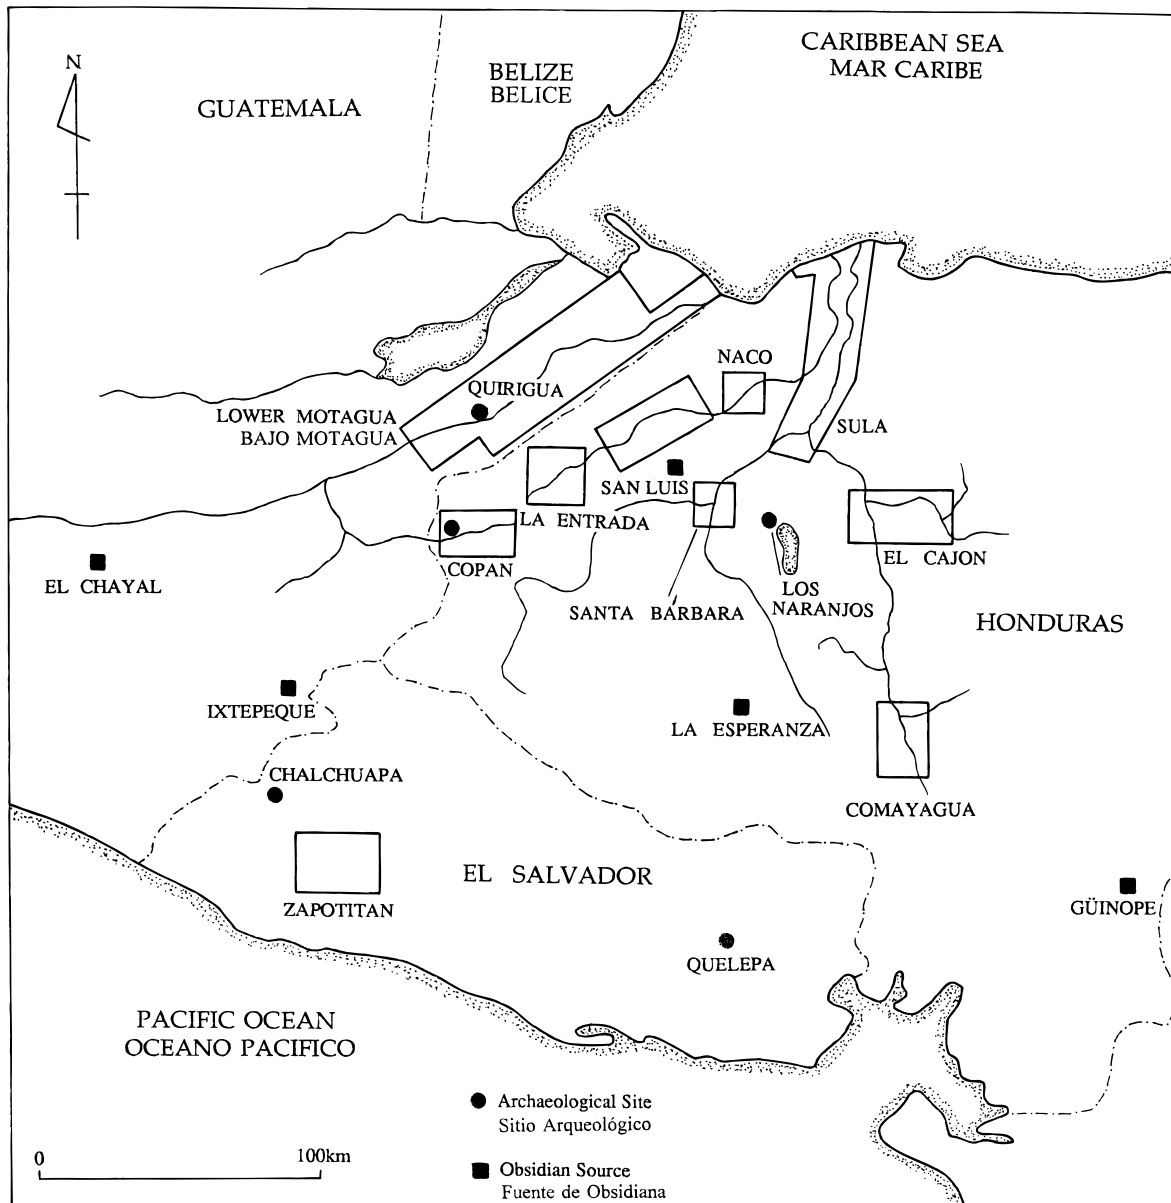 CARIBBEAN SEA
MAR CARIBE
N
BELIZE
BELICE
GUATEMALA
NACO
QUIRIGUA
LOWER MOTAGUA
BAJO MOTAGUA
SULA
SAN LUIS
LA ENTRADA
EL CAJON
COPAN
EL CHAYAL
LOS
NARANJOS
SANTA BARBARA
HONDURAS
IXTEPEQUE
LA ESPERANZA
CHALCHUAPA
COMAYAGUA
EL SALVADOR
ZAPOTITAN
GÜINOPE
QUELEPA
PACIFIC OCEAN
OCEANO PACIFICO
Archaeological Site
Sitio Arqueológico
0 100km
Obsidian Source
Fuente de Obsidiana